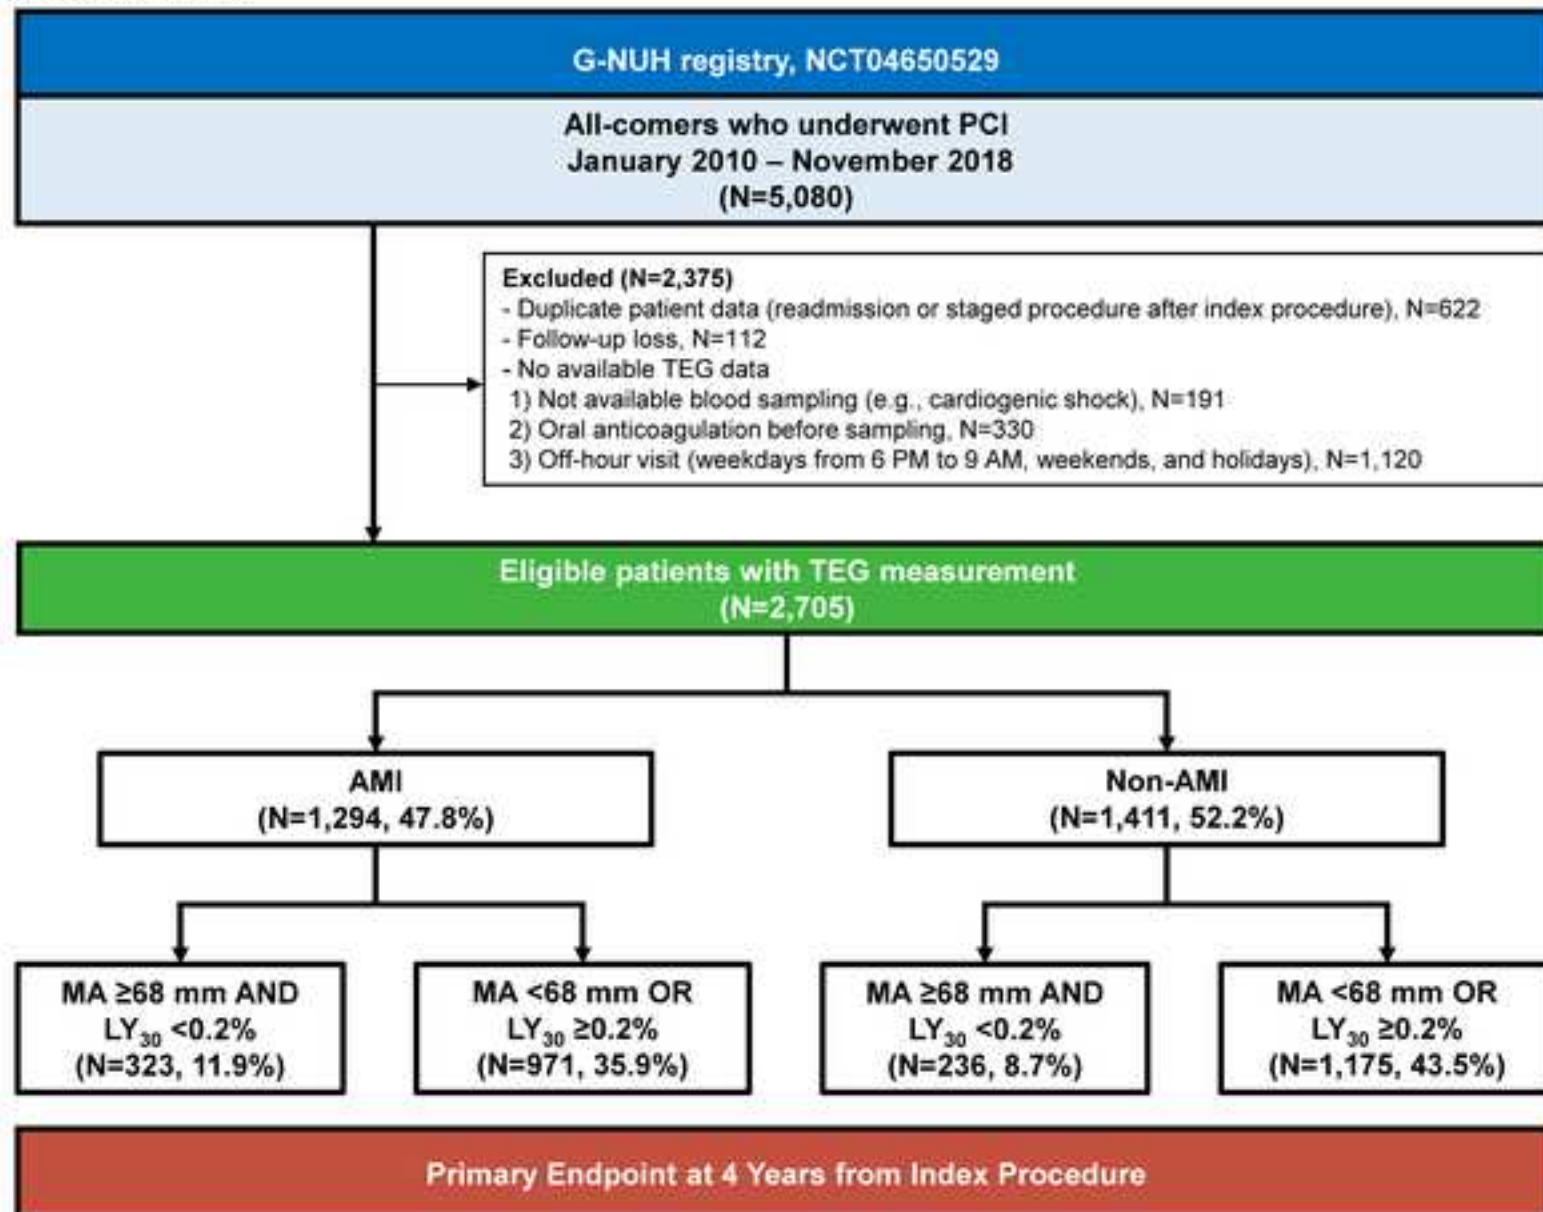 G-NUH registry, NCT04650529
All-comers who underwent PCI
January 2010 – November 2018
(N=5,080)
Excluded (N=2,375)
- Duplicate patient data (readmission or staged procedure after index procedure), N=622
- Follow-up loss, N=112
- No available TEG data
1) Not available blood sampling (e.g., cardiogenic shock), N=191
2) Oral anticoagulation before sampling, N=330
3) Off-hour visit (weekdays from 6 PM to 9 AM, weekends, and holidays), N=1,120
Eligible patients with TEG measurement
(N=2,705)
AMI
(N=1,294, 47.8%)
Non-AMI
(N=1,411, 52.2%)
MA ≥68 mm AND
LY₃₀ <0.2%
(N=323, 11.9%)
MA <68 mm OR
LY₃₀ ≥0.2%
(N=971, 35.9%)
MA ≥68 mm AND
LY₃₀ <0.2%
(N=236, 8.7%)
MA <68 mm OR
LY₃₀ ≥0.2%
(N=1,175, 43.5%)
Primary Endpoint at 4 Years from Index Procedure